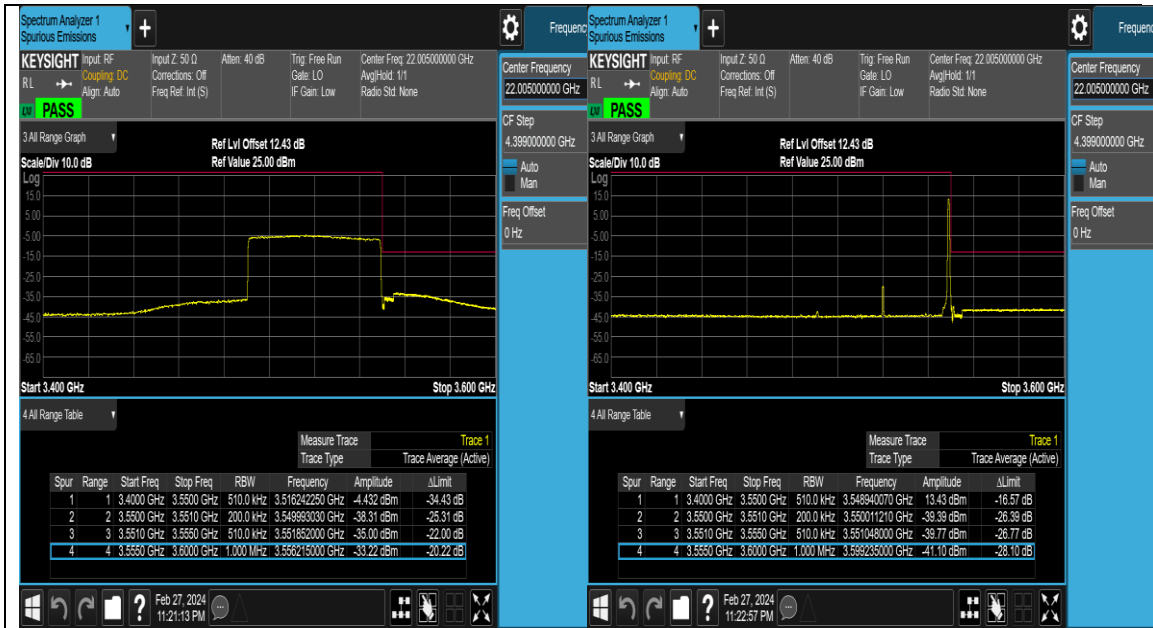 Spectrum Analyzer 1
Spurious Emissions
+
Frequenc
KEYSIGHT
Input: RF
Coupling: DC
Align: Auto
Input Z: 50 Ω
Corrections: Off
Freq Ref: Int (S)
Atten: 40 dB
Trig: Free Run
Gate: LO
IF Gain: Low
Center Freq: 22.005000000 GHz
Avg|Hold: 1/1
Radio Std: None
RL
PASS
Center Frequency
22.005000000 GHz
CF Step
4.399000000 GHz
Auto
Man
Freq Offset
0 Hz
3 All Range Graph
Ref Lvl Offset 12.43 dB
Scale/Div 10.0 dB
Ref Value 25.00 dBm
Log
15.0
5.00
-5.00
-15.0
-25.0
-35.0
-45.0
-55.0
-65.0
Start 3.400 GHz
Stop 3.600 GHz
4 All Range Table
Measure Trace Trace 1
Trace Type Trace Average (Active)
Spur Range Start Freq Stop Freq RBW Frequency Amplitude ΔLimit
1 1 3.4000 GHz 3.5500 GHz 510.0 kHz 3.516242250 GHz -4.432 dBm -34.43 dB
2 2 3.5500 GHz 3.5510 GHz 200.0 kHz 3.549993030 GHz -38.31 dBm -25.31 dB
3 3 3.5510 GHz 3.5550 GHz 510.0 kHz 3.551852000 GHz -35.00 dBm -22.00 dB
4 4 3.5550 GHz 3.6000 GHz 1.000 MHz 3.556215000 GHz -33.22 dBm -20.22 dB
?
Feb 27, 2024
11:21:13 PM
Spectrum Analyzer 1
Spurious Emissions
+
Frequenc
KEYSIGHT
Input: RF
Coupling: DC
Align: Auto
Input Z: 50 Ω
Corrections: Off
Freq Ref: Int (S)
Atten: 40 dB
Trig: Free Run
Gate: LO
IF Gain: Low
Center Freq: 22.005000000 GHz
Avg|Hold: 1/1
Radio Std: None
RL
PASS
Center Frequency
22.005000000 GHz
CF Step
4.399000000 GHz
Auto
Man
Freq Offset
0 Hz
3 All Range Graph
Ref Lvl Offset 12.43 dB
Scale/Div 10.0 dB
Ref Value 25.00 dBm
Log
15.0
5.00
-5.00
-15.0
-25.0
-35.0
-45.0
-55.0
-65.0
Start 3.400 GHz
Stop 3.600 GHz
4 All Range Table
Measure Trace Trace 1
Trace Type Trace Average (Active)
Spur Range Start Freq Stop Freq RBW Frequency Amplitude ΔLimit
1 1 3.4000 GHz 3.5500 GHz 510.0 kHz 3.548940070 GHz 13.43 dBm -16.57 dB
2 2 3.5500 GHz 3.5510 GHz 200.0 kHz 3.550011210 GHz -39.39 dBm -26.39 dB
3 3 3.5510 GHz 3.5550 GHz 510.0 kHz 3.551048000 GHz -39.77 dBm -26.77 dB
4 4 3.5550 GHz 3.6000 GHz 1.000 MHz 3.599235000 GHz -41.10 dBm -28.10 dB
?
Feb 27, 2024
11:22:57 PM